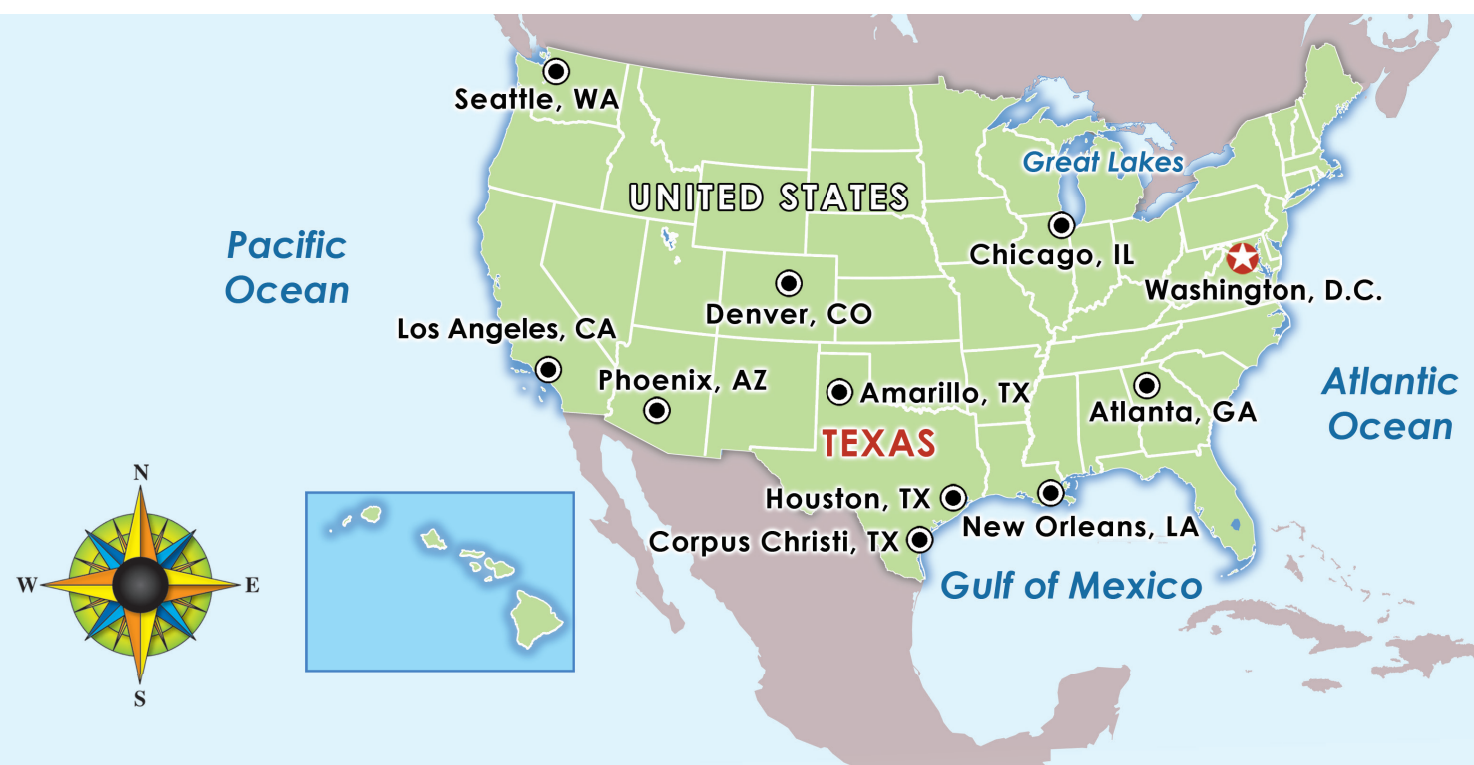 Seattle, WA
Great Lakes
UNITED STATES
Pacific
Ocean
Chicago, IL
Washington, D.C.
Denver, CO
Los Angeles, CA
Phoenix, AZ
Amarillo, TX
Atlanta, GA
Atlantic
Ocean
TEXAS
Houston, TX
New Orleans, LA
Corpus Christi, TX
Gulf of Mexico
N
W
E
S